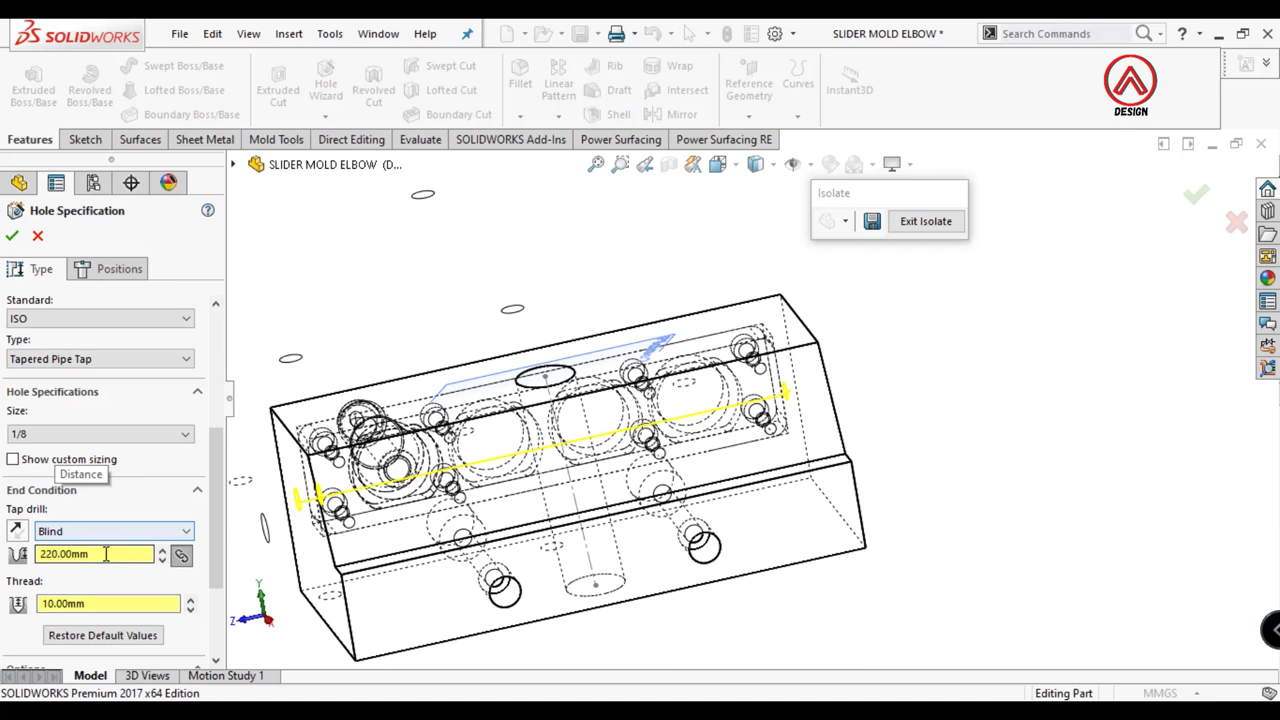 SOLIDWORKS
File Edit View Insert Tools Window Help
SLIDER MOLD ELBOW *
Search Commands
Extruded Boss/Base
Revolved Boss/Base
Swept Boss/Base
Lofted Boss/Base
Boundary Boss/Base
Extruded Cut
Hole Wizard
Revolved Cut
Swept Cut
Lofted Cut
Boundary Cut
Fillet
Linear Pattern
Rib
Draft
Shell
Wrap
Intersect
Mirror
Reference Geometry
Curves
Instant3D
DESIGN
Features Sketch Surfaces Sheet Metal Mold Tools Direct Editing Evaluate SOLIDWORKS Add-Ins Power Surfacing Power Surfacing RE
SLIDER MOLD ELBOW (D...
Isolate
Exit Isolate
Hole Specification
Type Positions
Standard:
ISO
Type:
Tapered Pipe Tap
Hole Specifications
Size:
1/8
Show custom sizing
Distance
End Condition
Tap drill:
Blind
220.00mm
Thread:
10.00mm
Restore Default Values
Y
Z
X
Model 3D Views Motion Study 1
SOLIDWORKS Premium 2017 x64 Edition
Editing Part
MMGS